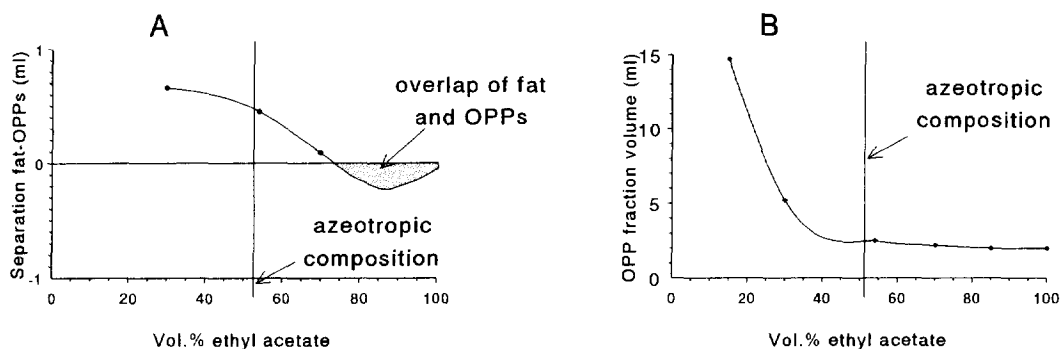 A
Separation fat-OPPs (ml)
1
0
-1
overlap of fat
and OPPs
azeotropic
composition
0 20 40 60 80 100
Vol.% ethyl acetate
B
OPP fraction volume (ml)
15
10
5
0
azeotropic
composition
0 20 40 60 80 100
Vol.% ethyl acetate